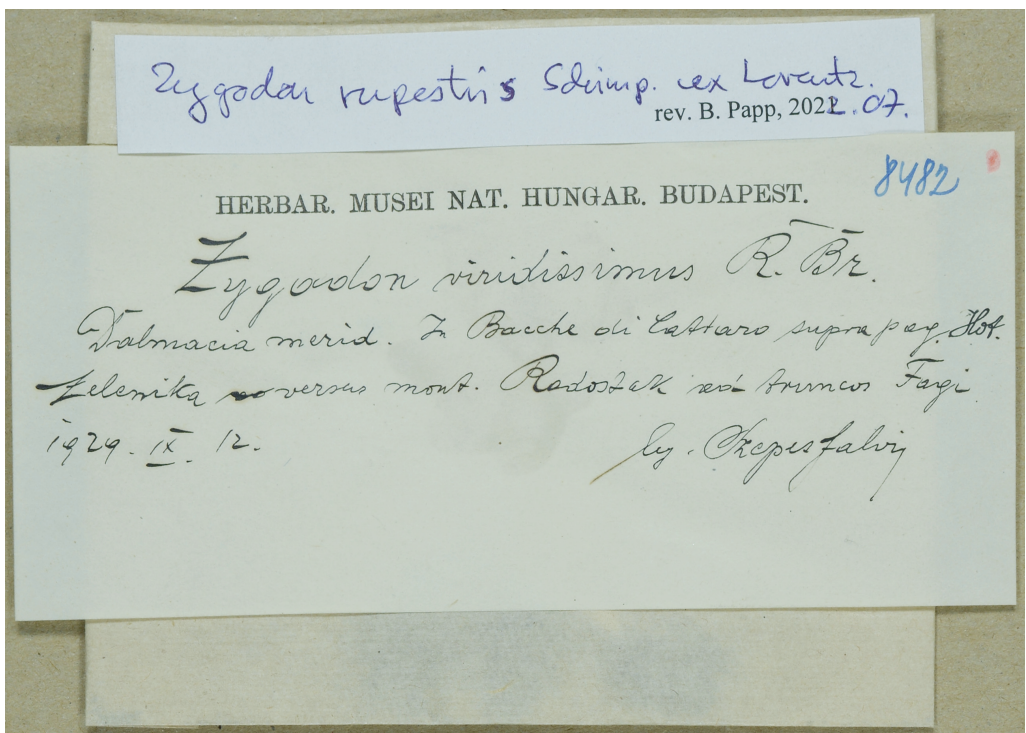 Zygodon rupestris Schimp. ex Lorentz.
rev. B. Papp, 2022.07.
8482
HERBAR. MUSEI NAT. HUNGAR. BUDAPEST.
Zygodon viridissimus R. Br.
Dalmacia merid. In Bocche di Cattaro supra pag. Hot.
Zelenika versus mont. Radostak ad truncos Fagi
1929. IX. 12.
lg. Szepesfalvy